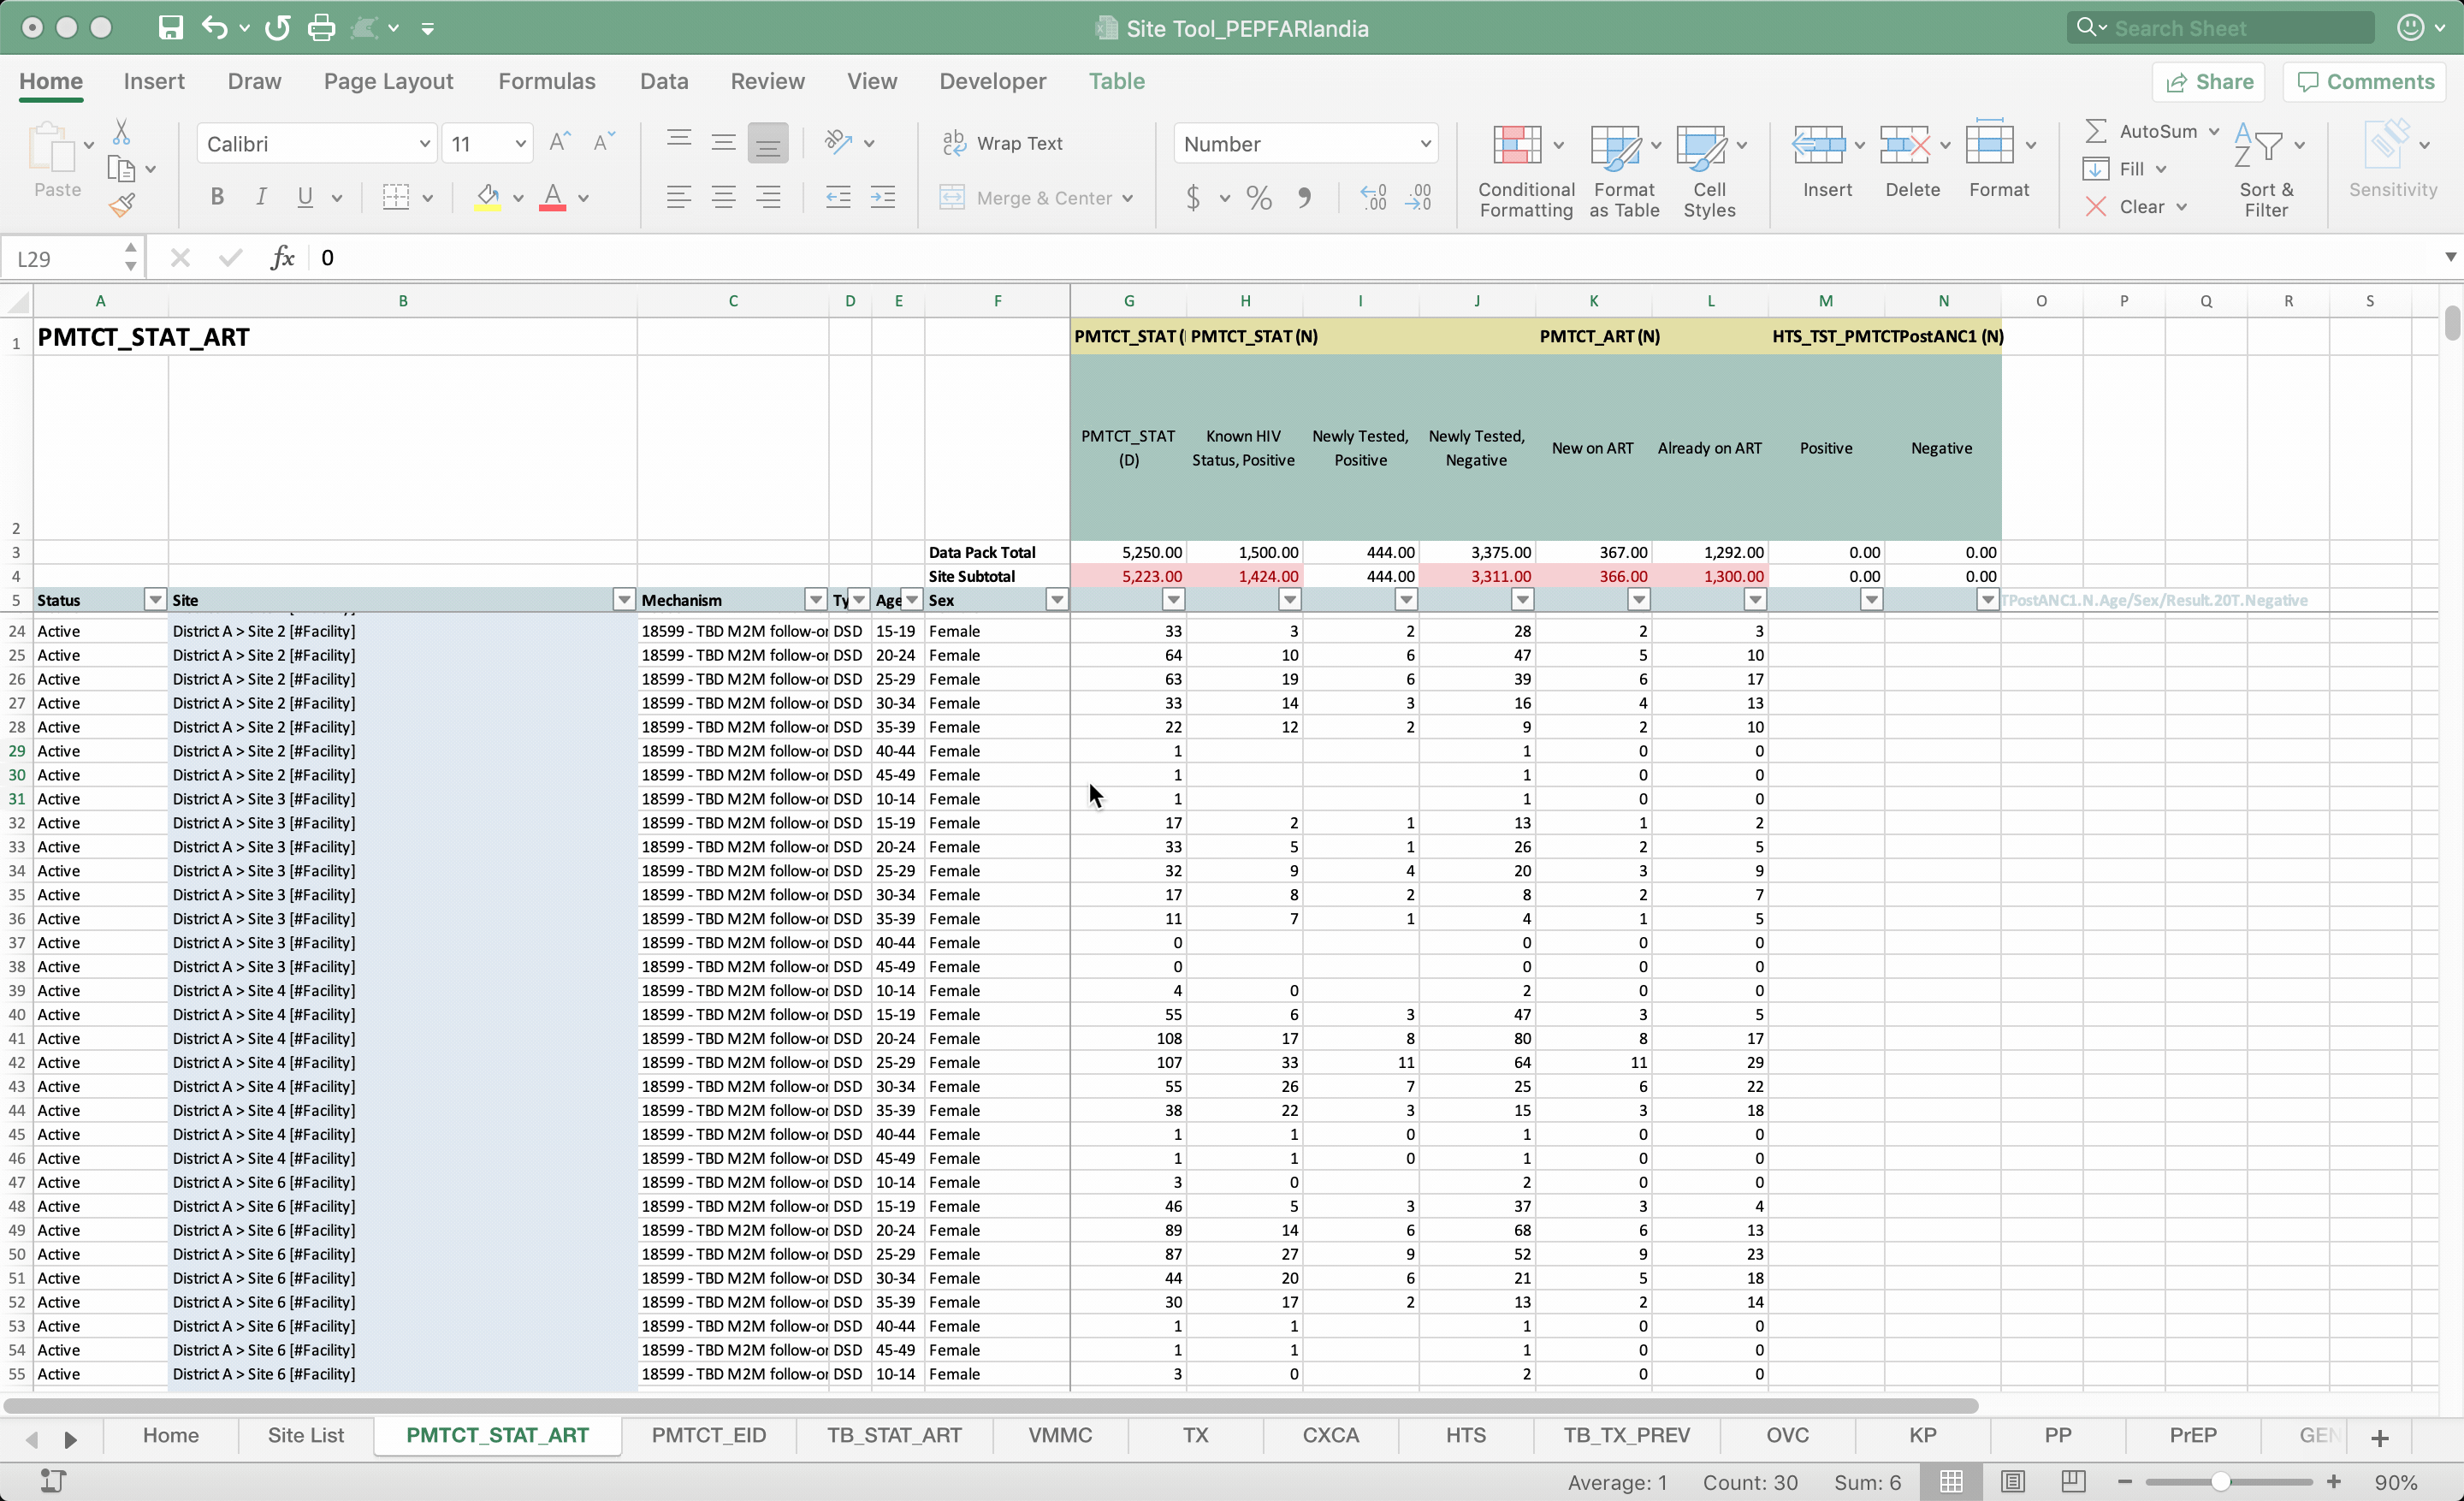 Site Tool_PEPFARlandia
Search Sheet
Home Insert Draw Page Layout Formulas Data Review View Developer Table Share Comments
Paste Calibri 11 Wrap Text Merge & Center Number Conditional Formatting Format as Table Cell Styles Insert Delete Format AutoSum Fill Clear Sort & Filter Sensitivity
L29 fx 0
A B C D E F G H I J K L M N O P Q R S
1 PMTCT_STAT_ART PMTCT_STAT ( PMTCT_STAT (N) PMTCT_ART (N) HTS_TST_PMTCTPostANC1 (N)
2 PMTCT_STAT (D) Known HIV Status, Positive Newly Tested, Positive Newly Tested, Negative New on ART Already on ART Positive Negative
3 Data Pack Total 5,250.00 1,500.00 444.00 3,375.00 367.00 1,292.00 0.00 0.00
4 Site Subtotal 5,223.00 1,424.00 444.00 3,311.00 366.00 1,300.00 0.00 0.00
5 Status Site Mechanism Ty Age Sex TPostANC1.N.Age/Sex/Result.20T.Negative
24 Active District A > Site 2 [#Facility] 18599 - TBD M2M follow-or DSD 15-19 Female 33 3 2 28 2 3
25 Active District A > Site 2 [#Facility] 18599 - TBD M2M follow-or DSD 20-24 Female 64 10 6 47 5 10
26 Active District A > Site 2 [#Facility] 18599 - TBD M2M follow-or DSD 25-29 Female 63 19 6 39 6 17
27 Active District A > Site 2 [#Facility] 18599 - TBD M2M follow-or DSD 30-34 Female 33 14 3 16 4 13
28 Active District A > Site 2 [#Facility] 18599 - TBD M2M follow-or DSD 35-39 Female 22 12 2 9 2 10
29 Active District A > Site 2 [#Facility] 18599 - TBD M2M follow-or DSD 40-44 Female 1 1 0 0
30 Active District A > Site 2 [#Facility] 18599 - TBD M2M follow-or DSD 45-49 Female 1 1 0 0
31 Active District A > Site 3 [#Facility] 18599 - TBD M2M follow-or DSD 10-14 Female 1 1 0 0
32 Active District A > Site 3 [#Facility] 18599 - TBD M2M follow-or DSD 15-19 Female 17 2 1 13 1 2
33 Active District A > Site 3 [#Facility] 18599 - TBD M2M follow-or DSD 20-24 Female 33 5 1 26 2 5
34 Active District A > Site 3 [#Facility] 18599 - TBD M2M follow-or DSD 25-29 Female 32 9 4 20 3 9
35 Active District A > Site 3 [#Facility] 18599 - TBD M2M follow-or DSD 30-34 Female 17 8 2 8 2 7
36 Active District A > Site 3 [#Facility] 18599 - TBD M2M follow-or DSD 35-39 Female 11 7 1 4 1 5
37 Active District A > Site 3 [#Facility] 18599 - TBD M2M follow-or DSD 40-44 Female 0 0 0 0
38 Active District A > Site 3 [#Facility] 18599 - TBD M2M follow-or DSD 45-49 Female 0 0 0 0
39 Active District A > Site 4 [#Facility] 18599 - TBD M2M follow-or DSD 10-14 Female 4 0 2 0 0
40 Active District A > Site 4 [#Facility] 18599 - TBD M2M follow-or DSD 15-19 Female 55 6 3 47 3 5
41 Active District A > Site 4 [#Facility] 18599 - TBD M2M follow-or DSD 20-24 Female 108 17 8 80 8 17
42 Active District A > Site 4 [#Facility] 18599 - TBD M2M follow-or DSD 25-29 Female 107 33 11 64 11 29
43 Active District A > Site 4 [#Facility] 18599 - TBD M2M follow-or DSD 30-34 Female 55 26 7 25 6 22
44 Active District A > Site 4 [#Facility] 18599 - TBD M2M follow-or DSD 35-39 Female 38 22 3 15 3 18
45 Active District A > Site 4 [#Facility] 18599 - TBD M2M follow-or DSD 40-44 Female 1 1 0 1 0 0
46 Active District A > Site 4 [#Facility] 18599 - TBD M2M follow-or DSD 45-49 Female 1 1 0 1 0 0
47 Active District A > Site 6 [#Facility] 18599 - TBD M2M follow-or DSD 10-14 Female 3 0 2 0 0
48 Active District A > Site 6 [#Facility] 18599 - TBD M2M follow-or DSD 15-19 Female 46 5 3 37 3 4
49 Active District A > Site 6 [#Facility] 18599 - TBD M2M follow-or DSD 20-24 Female 89 14 6 68 6 13
50 Active District A > Site 6 [#Facility] 18599 - TBD M2M follow-or DSD 25-29 Female 87 27 9 52 9 23
51 Active District A > Site 6 [#Facility] 18599 - TBD M2M follow-or DSD 30-34 Female 44 20 6 21 5 18
52 Active District A > Site 6 [#Facility] 18599 - TBD M2M follow-or DSD 35-39 Female 30 17 2 13 2 14
53 Active District A > Site 6 [#Facility] 18599 - TBD M2M follow-or DSD 40-44 Female 1 1 1 0 0
54 Active District A > Site 6 [#Facility] 18599 - TBD M2M follow-or DSD 45-49 Female 1 1 1 0 0
55 Active District A > Site 6 [#Facility] 18599 - TBD M2M follow-or DSD 10-14 Female 3 0 2 0 0
Home Site List PMTCT_STAT_ART PMTCT_EID TB_STAT_ART VMMC TX CXCA HTS TB_TX_PREV OVC KP PP PrEP GEN
Average: 1 Count: 30 Sum: 6 90%